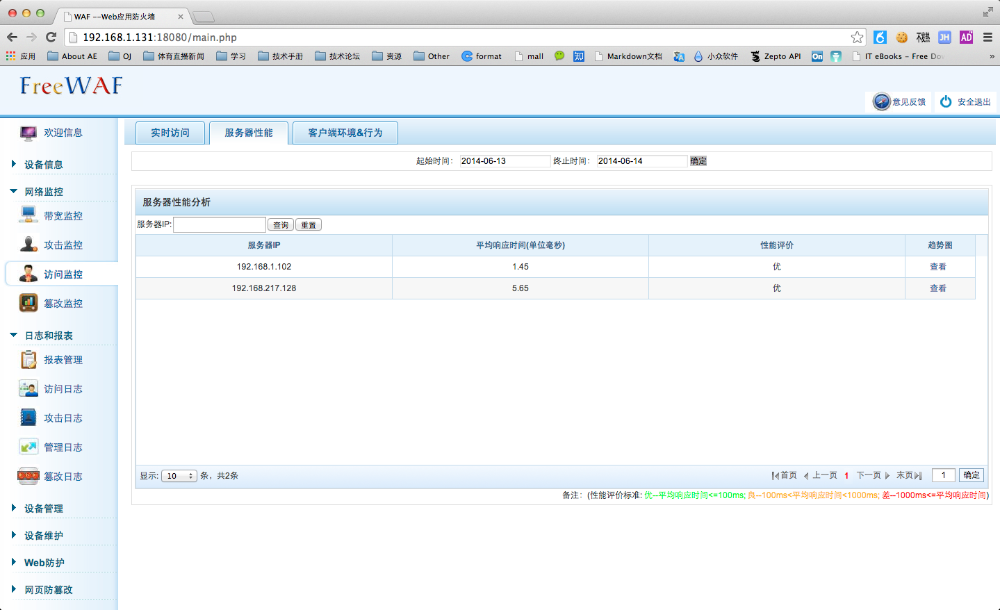 WAF --Web应用防火墙
192.168.1.131:18080/main.php
应用 About AE OJ 体育直播新闻 学习 技术手册 技术论坛 资源 Other format mall 知 Markdown文档 小众软件 Zepto API On IT eBooks - Free Dow »
FreeWAF
意见反馈 安全退出
欢迎信息
设备信息
网络监控
带宽监控
攻击监控
访问监控
篡改监控
日志和报表
报表管理
访问日志
攻击日志
管理日志
篡改日志
设备管理
设备维护
Web防护
网页防篡改
实时访问 服务器性能 客户端环境&行为
起始时间： 2014-06-13 终止时间： 2014-06-14 确定
服务器性能分析
服务器IP: 查询 重置
服务器IP 平均响应时间(单位毫秒) 性能评价 趋势图
192.168.1.102 1.45 优 查看
192.168.217.128 5.65 优 查看
显示: 10 条，共2条 首页 上一页 1 下一页 末页 1 确定
备注：(性能评价标准: 优--平均响应时间<=100ms; 良--100ms<平均响应时间<1000ms; 差--1000ms<=平均响应时间)